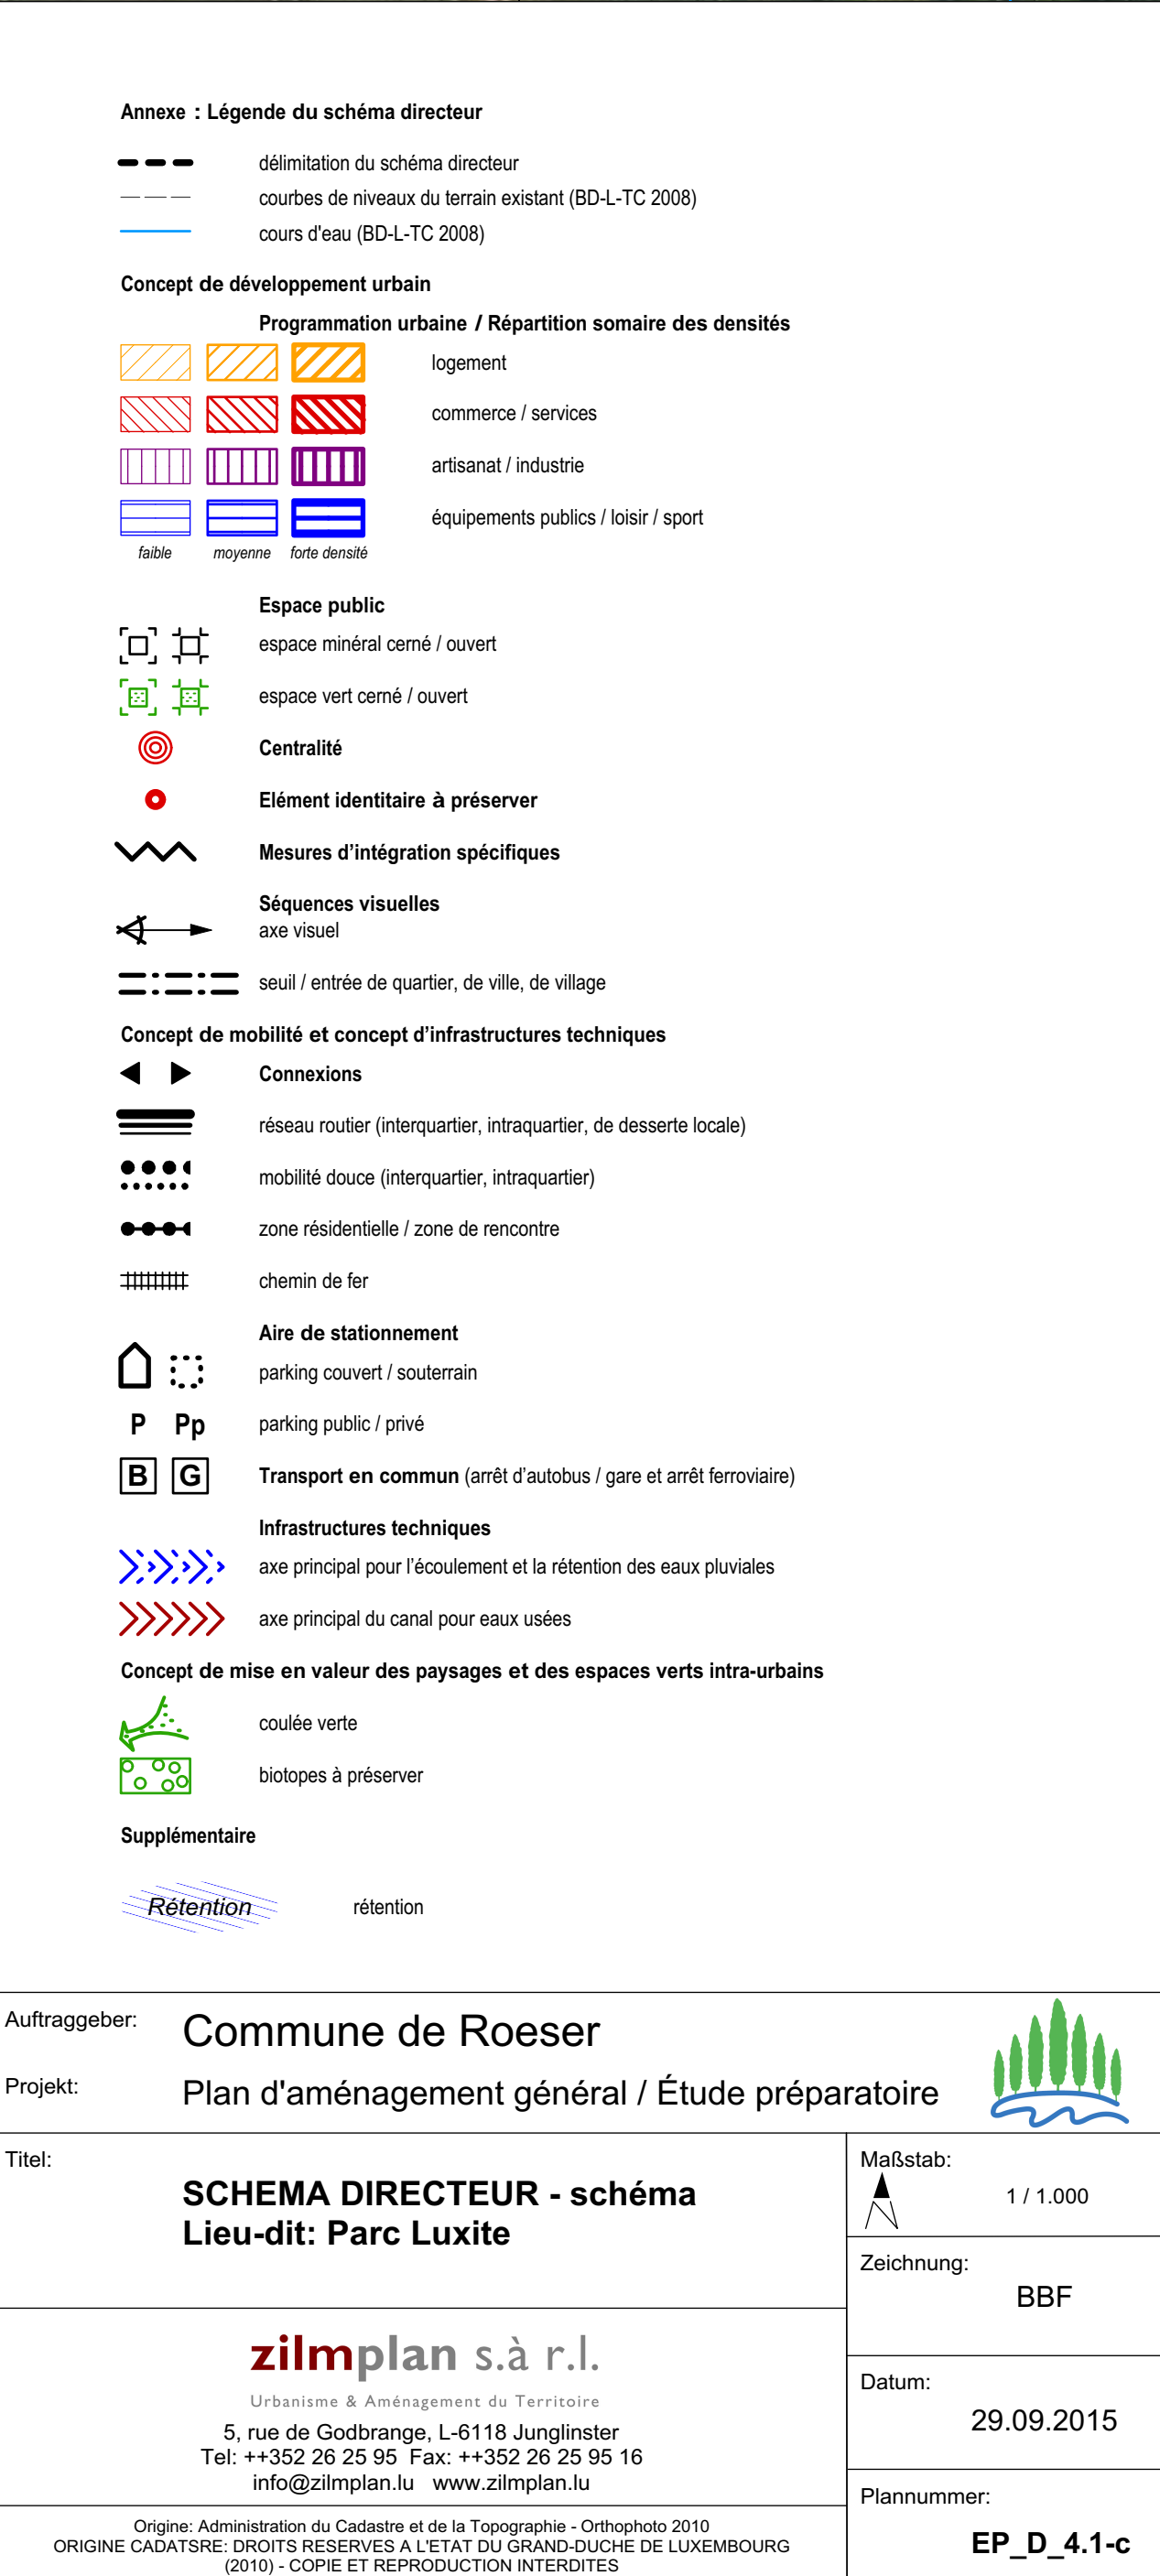 Annexe : Légende du schéma directeur
délimitation du schéma directeur
courbes de niveaux du terrain existant (BD-L-TC 2008)
cours d'eau (BD-L-TC 2008)
Concept de développement urbain
Programmation urbaine / Répartition somaire des densités
logement
commerce / services
artisanat / industrie
équipements publics / loisir / sport
faible moyenne forte densité
Espace public
espace minéral cerné / ouvert
espace vert cerné / ouvert
Centralité
Elément identitaire à préserver
Mesures d’intégration spécifiques
Séquences visuelles
axe visuel
seuil / entrée de quartier, de ville, de village
Concept de mobilité et concept d’infrastructures techniques
Connexions
réseau routier (interquartier, intraquartier, de desserte locale)
mobilité douce (interquartier, intraquartier)
zone résidentielle / zone de rencontre
chemin de fer
Aire de stationnement
parking couvert / souterrain
P Pp parking public / privé
B G Transport en commun (arrêt d’autobus / gare et arrêt ferroviaire)
Infrastructures techniques
axe principal pour l’écoulement et la rétention des eaux pluviales
axe principal du canal pour eaux usées
Concept de mise en valeur des paysages et des espaces verts intra-urbains
coulée verte
biotopes à préserver
Supplémentaire
Rétention rétention
Auftraggeber: Commune de Roeser
Projekt: Plan d'aménagement général / Étude préparatoire
Titel:
SCHEMA DIRECTEUR - schéma
Lieu-dit: Parc Luxite
Maßstab:
N 1 / 1.000
Zeichnung:
BBF
zilmplan s.à r.l.
Urbanisme & Aménagement du Territoire
5, rue de Godbrange, L-6118 Junglinster
Tel: ++352 26 25 95 Fax: ++352 26 25 95 16
info@zilmplan.lu www.zilmplan.lu
Datum:
29.09.2015
Plannummer:
EP_D_4.1-c
Origine: Administration du Cadastre et de la Topographie - Orthophoto 2010
ORIGINE CADATSRE: DROITS RESERVES A L'ETAT DU GRAND-DUCHE DE LUXEMBOURG
(2010) - COPIE ET REPRODUCTION INTERDITES